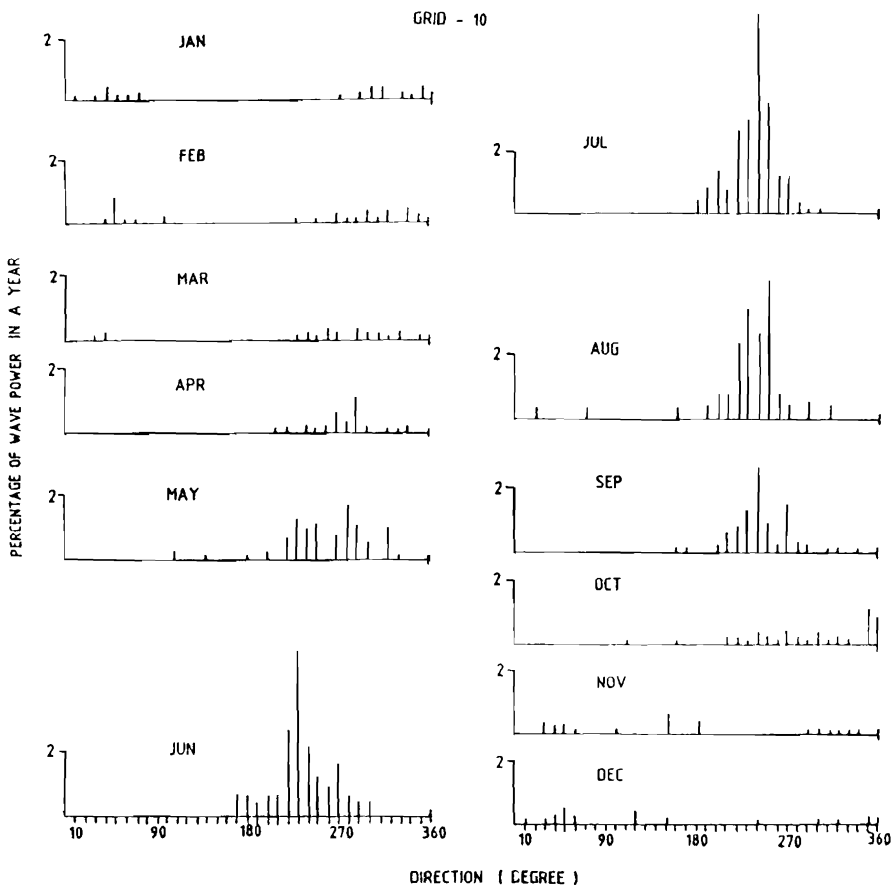 GRID - 10
JAN
2
FEB
2
MAR
2
APR
2
MAY
2
JUN
2
10 90 180 270 360
JUL
2
AUG
2
SEP
2
OCT
2
NOV
2
DEC
2
10 90 180 270 360
PERCENTAGE OF WAVE POWER IN A YEAR
DIRECTION ( DEGREE )